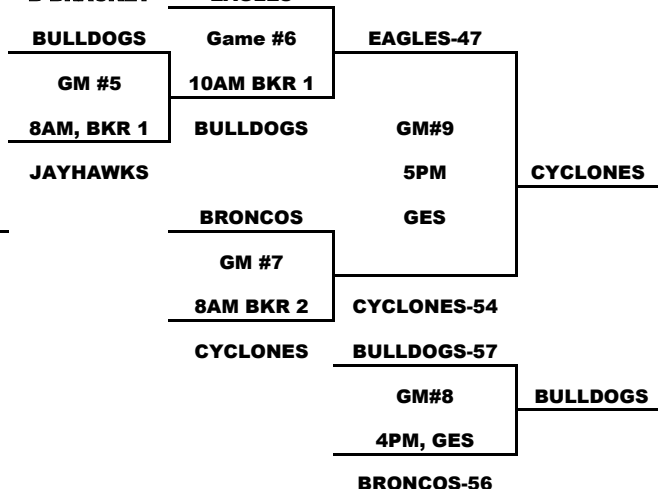 D BRACKET EAGLES
BULLDOGS Game #6 EAGLES-47
GM #5 10AM BKR 1
8AM, BKR 1 BULLDOGS GM#9
JAYHAWKS 5PM CYCLONES
BRONCOS GES
GM #7
8AM BKR 2 CYCLONES-54
CYCLONES BULLDOGS-57
GM#8 BULLDOGS
4PM, GES
BRONCOS-56